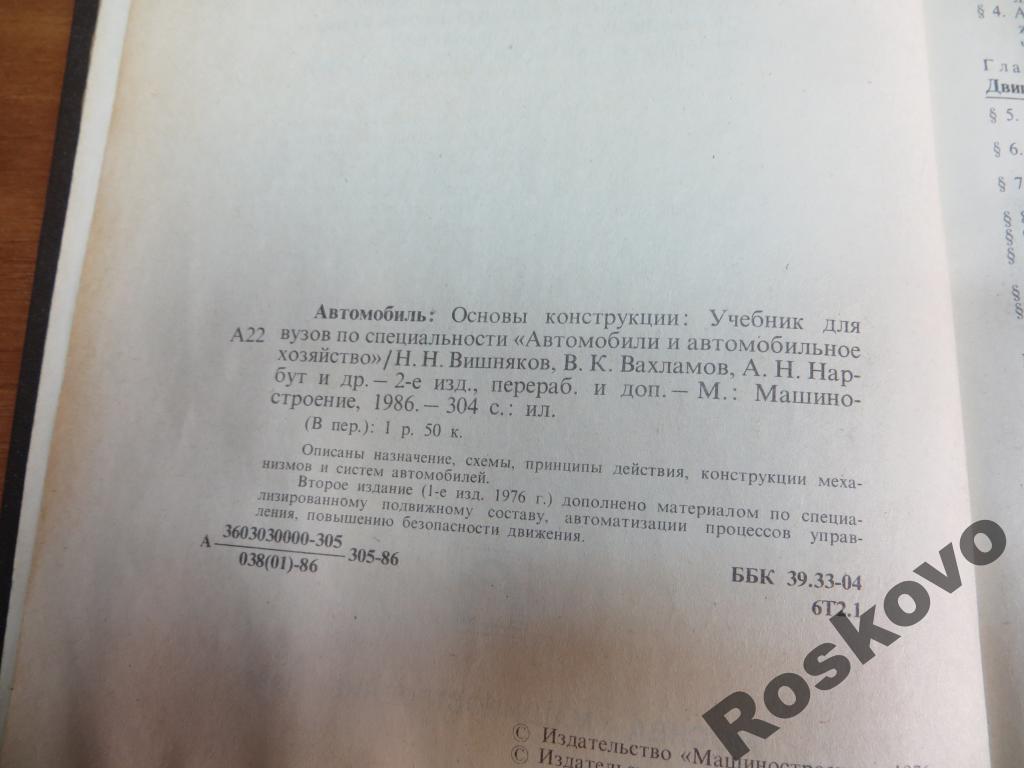 Автомобиль: Основы конструкции: Учебник для
А22 вузов по специальности «Автомобили и автомобильное
хозяйство»/Н. Н. Вишняков, В. К. Вахламов, А. Н. Нар-
бут и др. – 2-е изд., перераб. и доп. – М.: Машино-
строение, 1986. – 304 с.: ил.
(В пер.): 1 р. 50 к.
Описаны назначение, схемы, принципы действия, конструкции меха-
низмов и систем автомобилей.
Второе издание (1-е изд. 1976 г.) дополнено материалом по специа-
лизированному подвижному составу, автоматизации процессов управ-
ления, повышению безопасности движения.
А 3603030000-305 305-86
038(01)-86
ББК 39.33-04
6Т2.1
© Издательство
© Издательство
§ 4. А
Гла
Дви
§ 5.
§ 6.
§ 7
§ 8
§
§
§
§
Roskovo